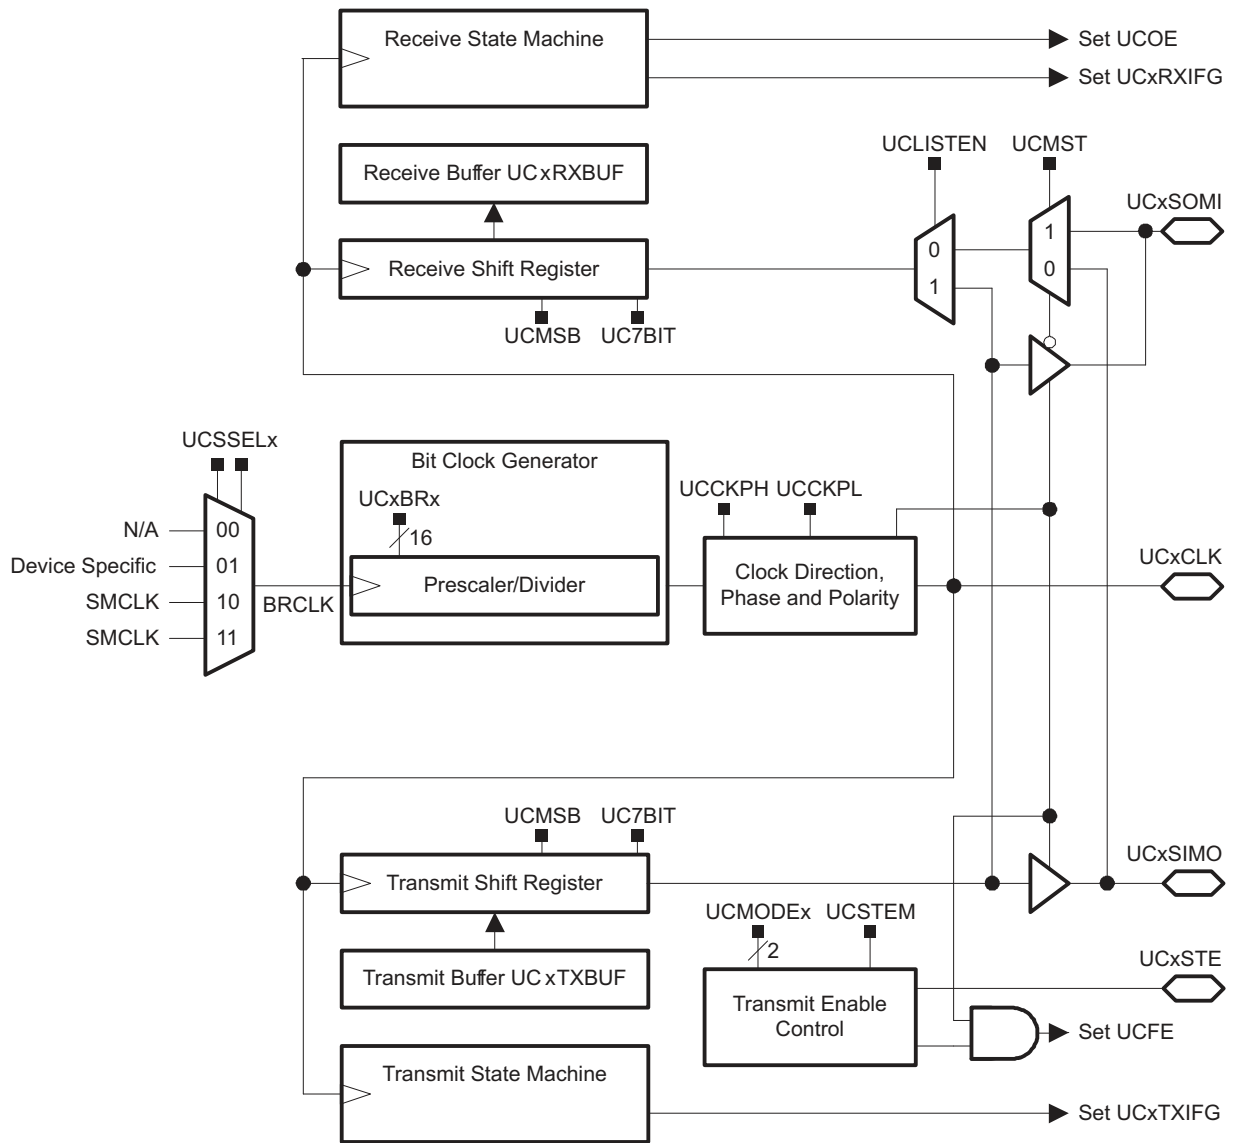 Receive State Machine
Set UCOE
Set UCxRXIFG
UCLISTEN
UCMST
Receive Buffer UCxRXBUF
UCxSOMI
0
1
1
0
Receive Shift Register
UCMSB
UC7BIT
UCSSELx
Bit Clock Generator
UCxBRx
16
UCCKPH
UCCKPL
N/A
00
Device Specific
01
SMCLK
10
SMCLK
11
BRCLK
Prescaler/Divider
Clock Direction,
Phase and Polarity
UCxCLK
UCMSB
UC7BIT
Transmit Shift Register
UCxSIMO
UCMODEx
UCSTEM
2
Transmit Buffer UCxTXBUF
UCxSTE
Transmit Enable
Control
Set UCFE
Transmit State Machine
Set UCxTXIFG